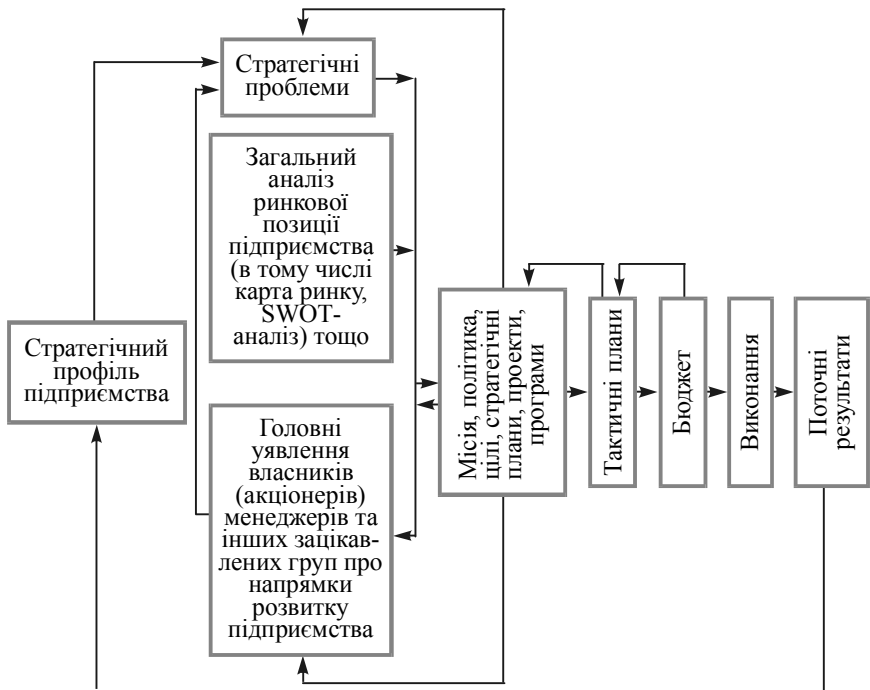 Стратегічні
проблеми
Загальний
аналіз
ринкової
позиції
підприємства
(в тому числі
карта ринку,
SWOT-
аналіз) тощо
Стратегічний
профіль
підприємства
Головні
уявлення
власників
(акціонерів)
менеджерів та
інших зацікав-
лених груп про
напрямки
розвитку
підприємства
Місія, політика,
цілі, стратегічні
плани, проекти,
програми
Тактичні плани
Бюджет
Виконання
Поточні
результати